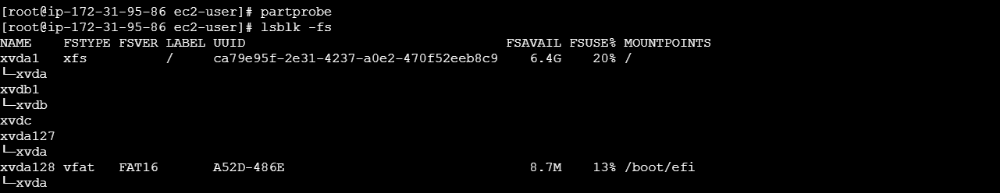 [root@ip-172-31-95-86 ec2-user]# partprobe
[root@ip-172-31-95-86 ec2-user]# lsblk -fs
NAME    FSTYPE FSVER LABEL UUID                                 FSAVAIL FSUSE% MOUNTPOINTS
xvda1   xfs          /     ca79e95f-2e31-4237-a0e2-470f52eeb8c9    6.4G    20% /
└─xvda
xvdb1
└─xvdb
xvdc
xvda127
└─xvda
xvda128 vfat   FAT16       A52D-486E                               8.7M    13% /boot/efi
└─xvda